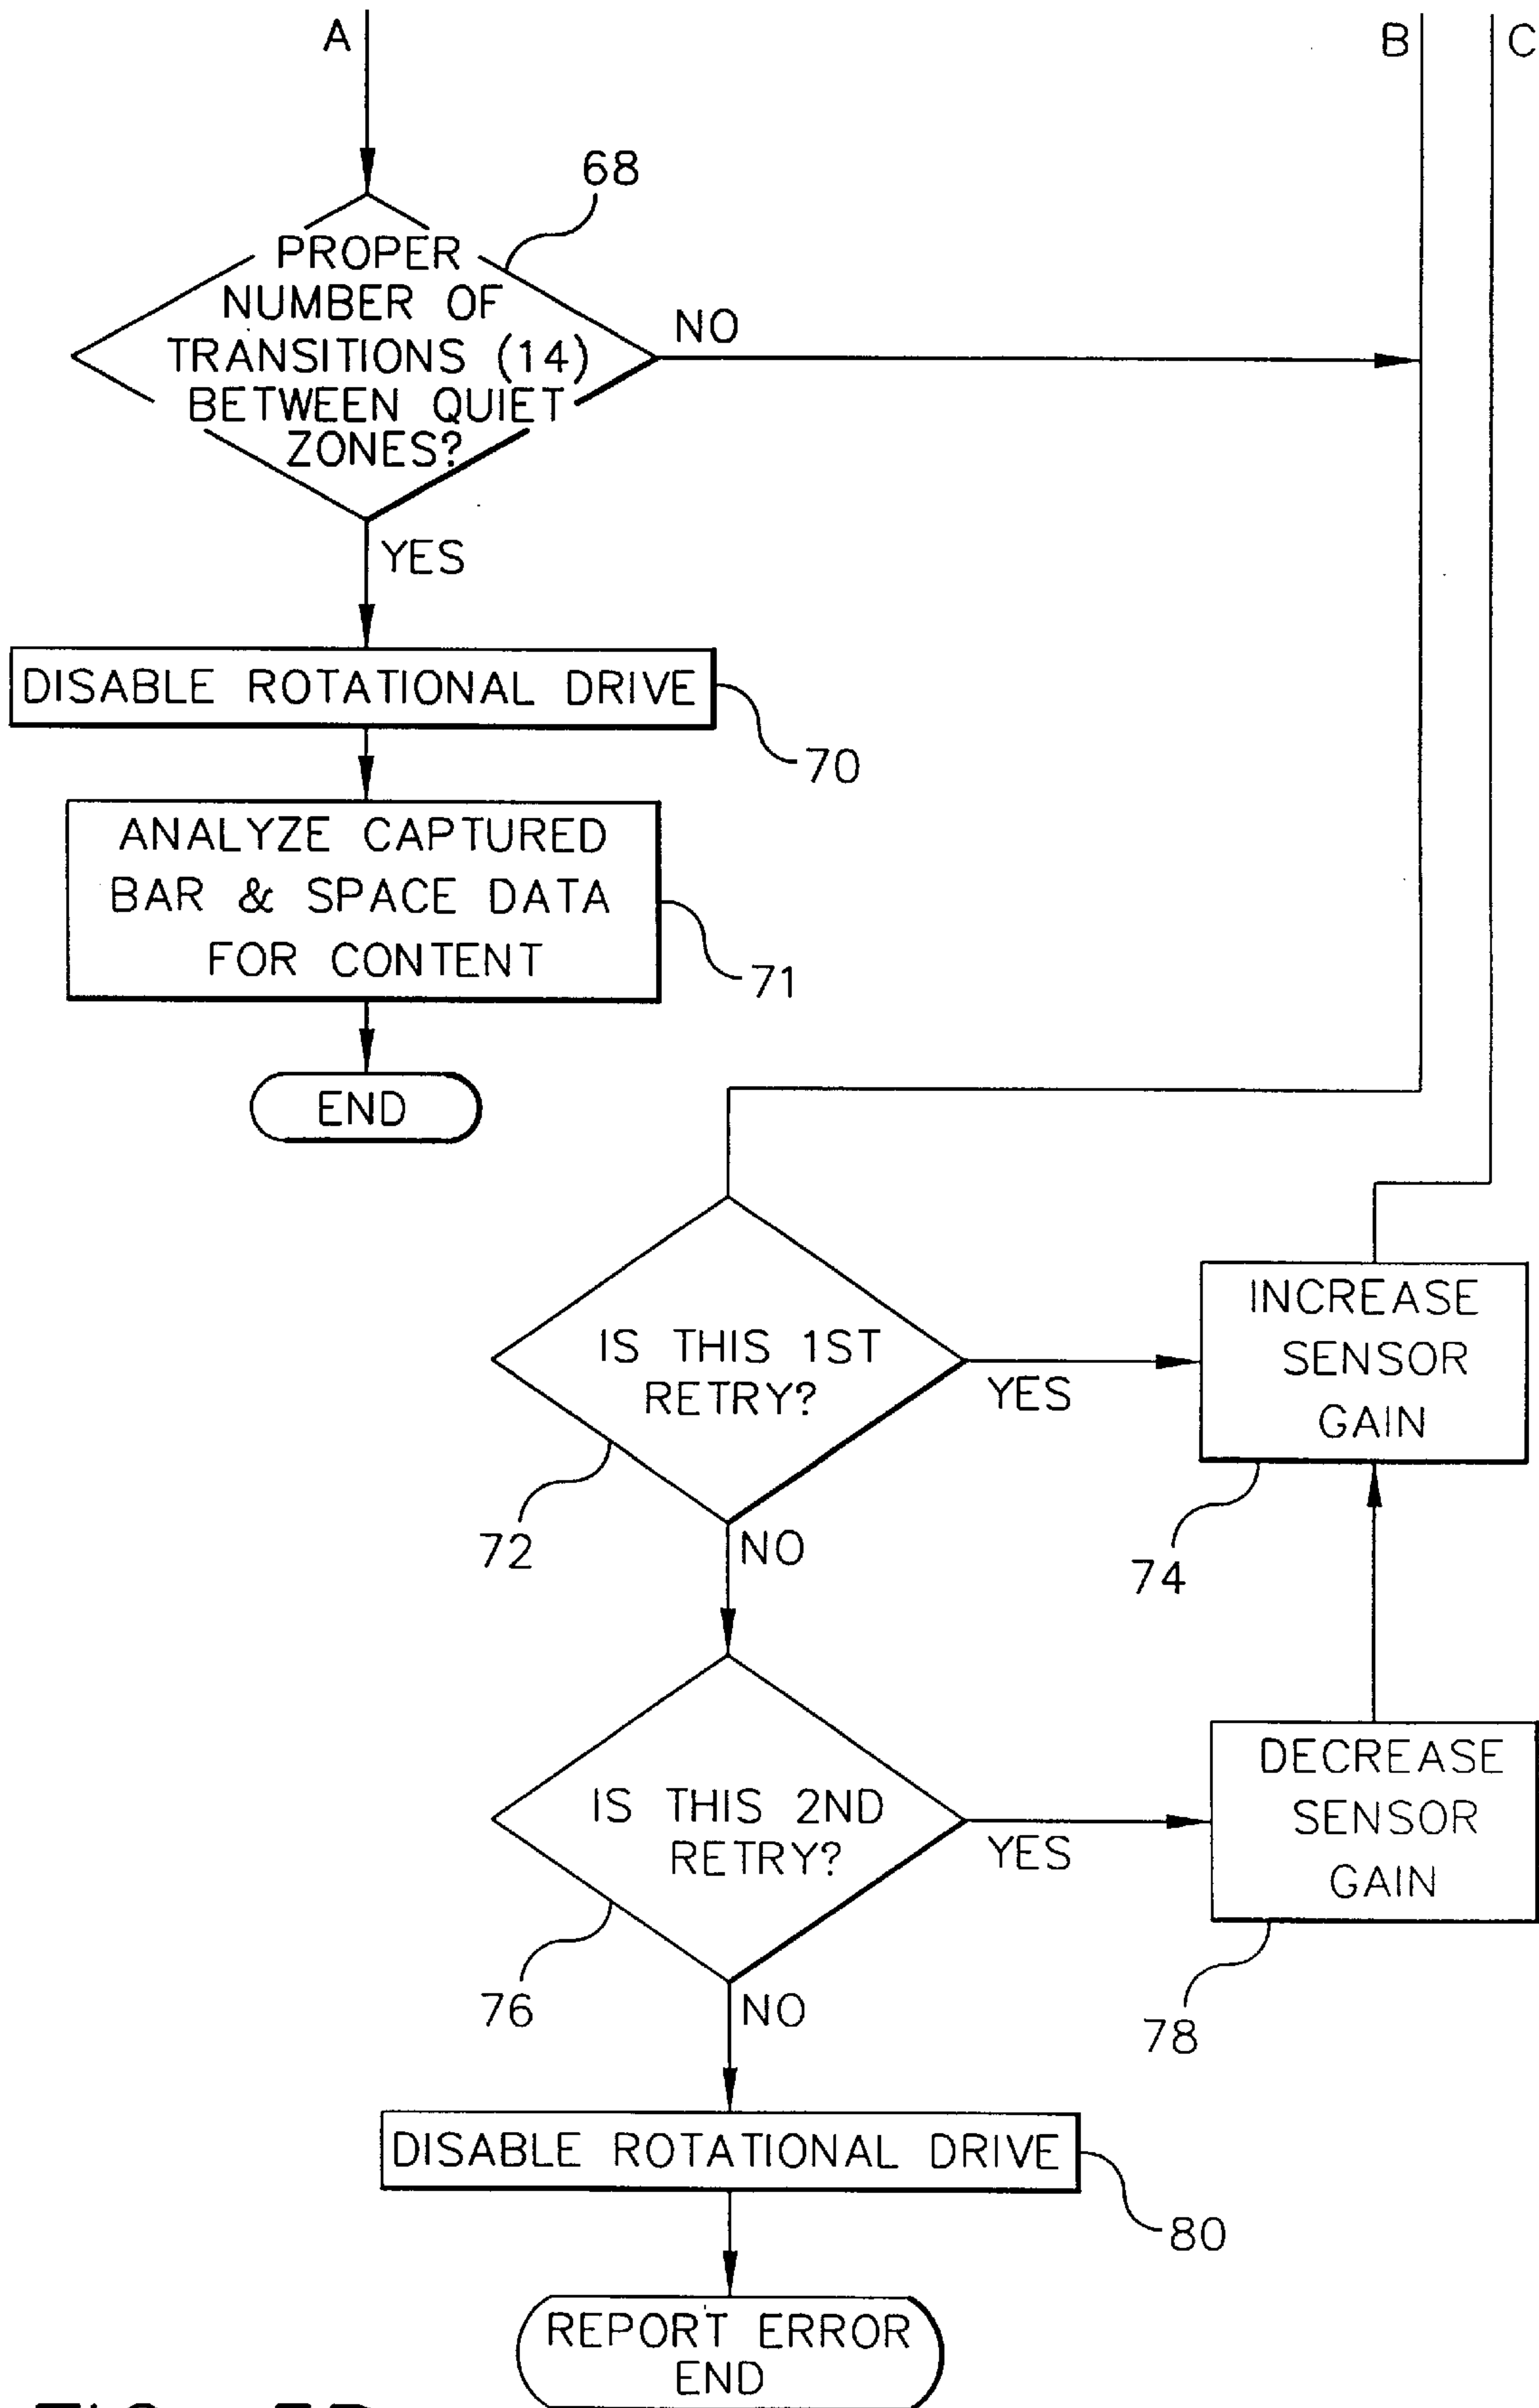 A
B
C
68
PROPER
NUMBER OF
TRANSITIONS (14)
BETWEEN QUIET
ZONES?
NO
YES
DISABLE ROTATIONAL DRIVE
70
ANALYZE CAPTURED
BAR & SPACE DATA
FOR CONTENT
71
END
IS THIS 1ST
RETRY?
YES
INCREASE
SENSOR
GAIN
72
NO
74
IS THIS 2ND
RETRY?
YES
DECREASE
SENSOR
GAIN
76
NO
78
DISABLE ROTATIONAL DRIVE
80
REPORT ERROR
END